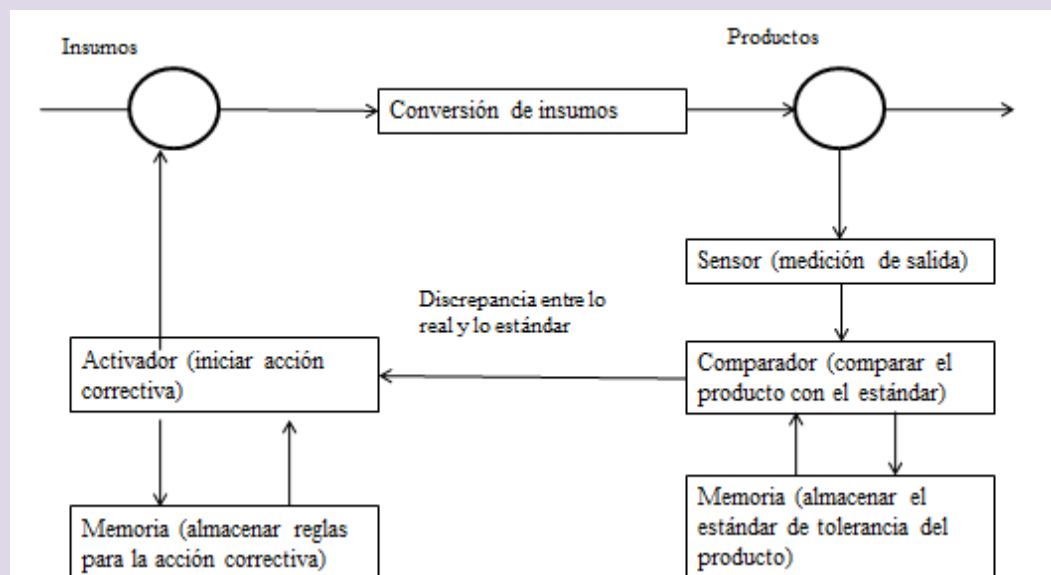 Insumos
Productos
Conversión de insumos
Sensor (medición de salida)
Discrepancia entre lo
real y lo estándar
Activador (iniciar acción
correctiva)
Comparador (comparar el
producto con el estándar)
Memoria (almacenar reglas
para la acción correctiva)
Memoria (almacenar el
estándar de tolerancia del
producto)